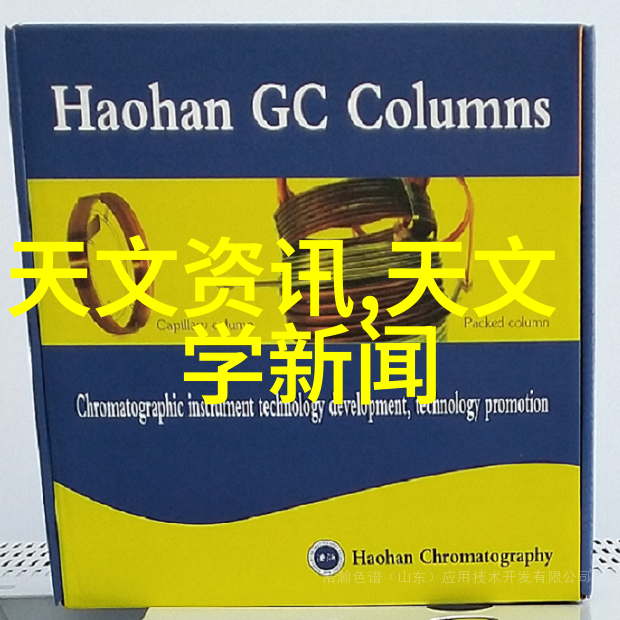 Haohan GC Columns
天文资讯,天文
学新闻
Capillary column
Packed column
Chromatographic instrument technology development, technology promotion
Haohan Chromatography
浩瀚色谱（山东）应用技术开发有限公司